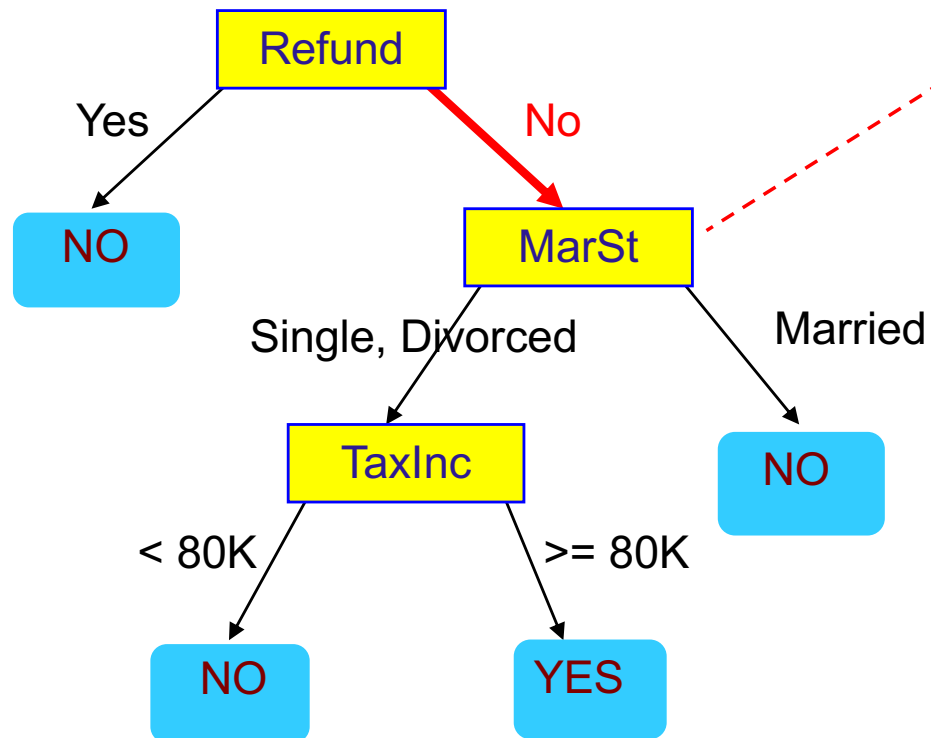 Refund
Yes
No
NO
MarSt
Single, Divorced
Married
TaxInc
NO
< 80K
>= 80K
NO
YES